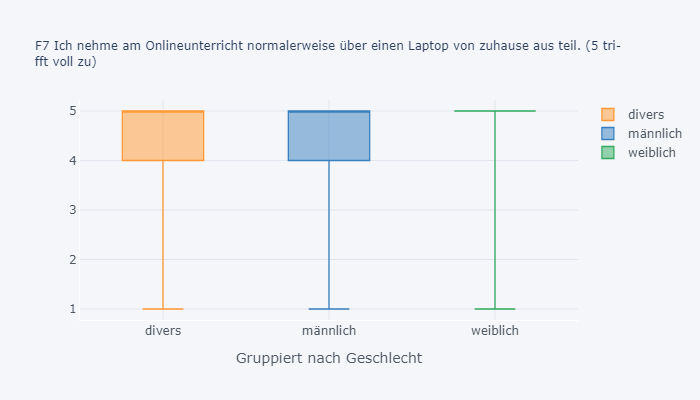 F7 Ich nehme am Onlineunterricht normalerweise über einen Laptop von zuhause aus teil. (5 tri-
fft voll zu)
5
4
3
2
1
divers
männlich
weiblich
divers
männlich
weiblich
Gruppiert nach Geschlecht